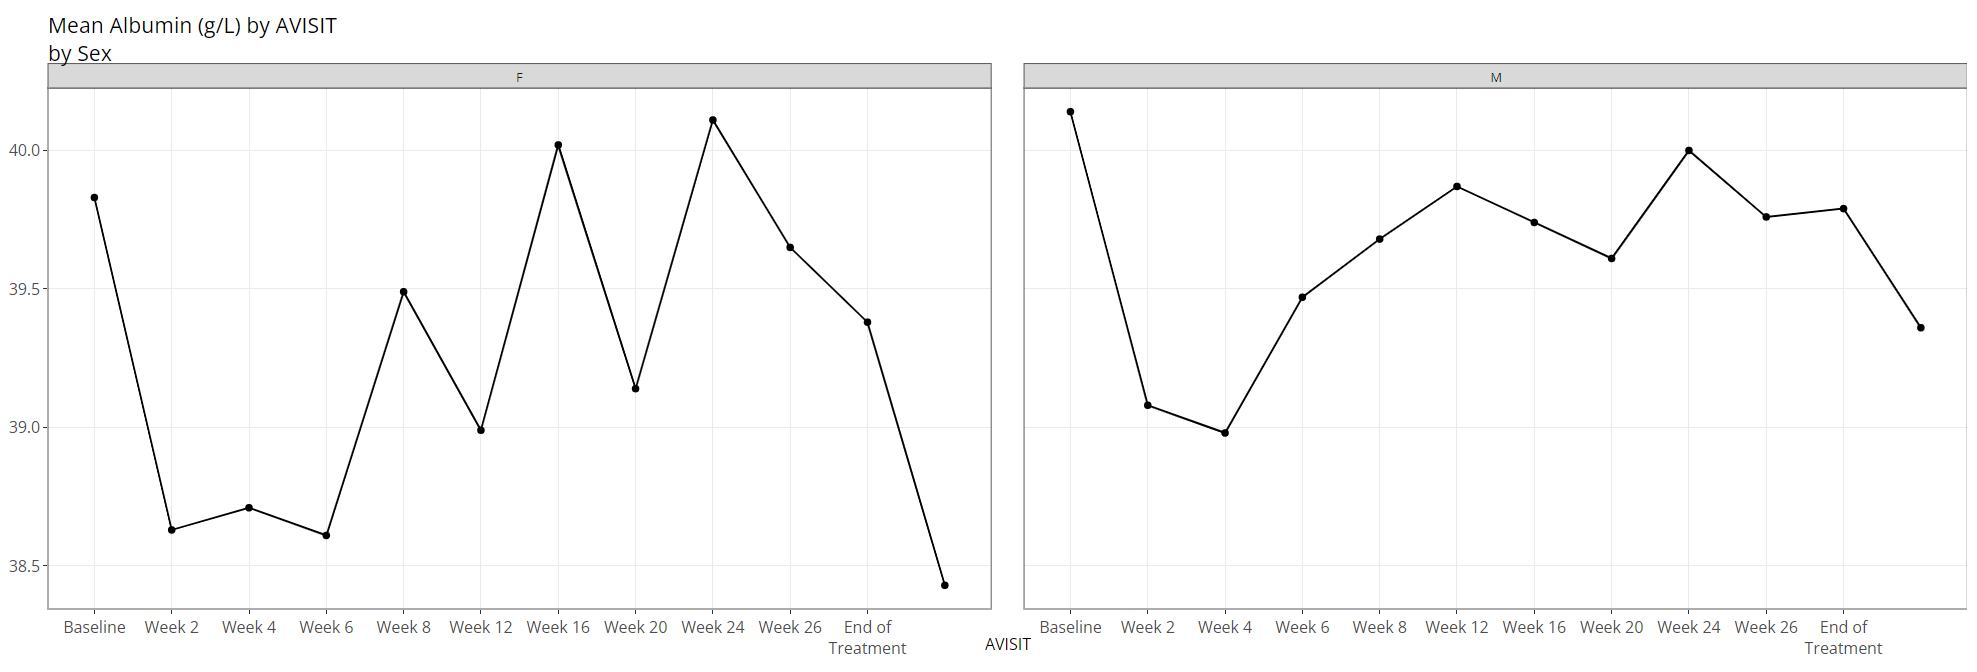 Mean Albumin (g/L) by AVISIT
by Sex
F
M
40.0
39.5
39.0
38.5
Baseline Week 2 Week 4 Week 6 Week 8 Week 12 Week 16 Week 20 Week 24 Week 26 End of
Treatment
Baseline Week 2 Week 4 Week 6 Week 8 Week 12 Week 16 Week 20 Week 24 Week 26 End of
Treatment
AVISIT